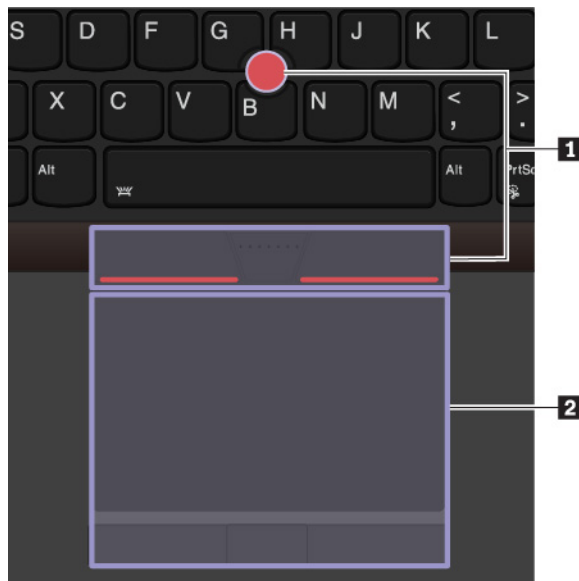 S D F G H J K L
X C V B N M < , > .
Alt Alt PrtSc
1
2